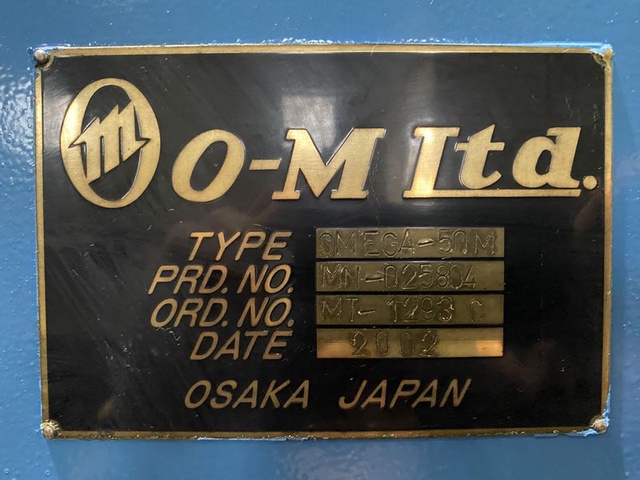 m O-M Ltd.
TYPE OMEGA-50M
PRD. NO. MN-025804
ORD. NO. MT-1293 C
DATE 2002
OSAKA JAPAN